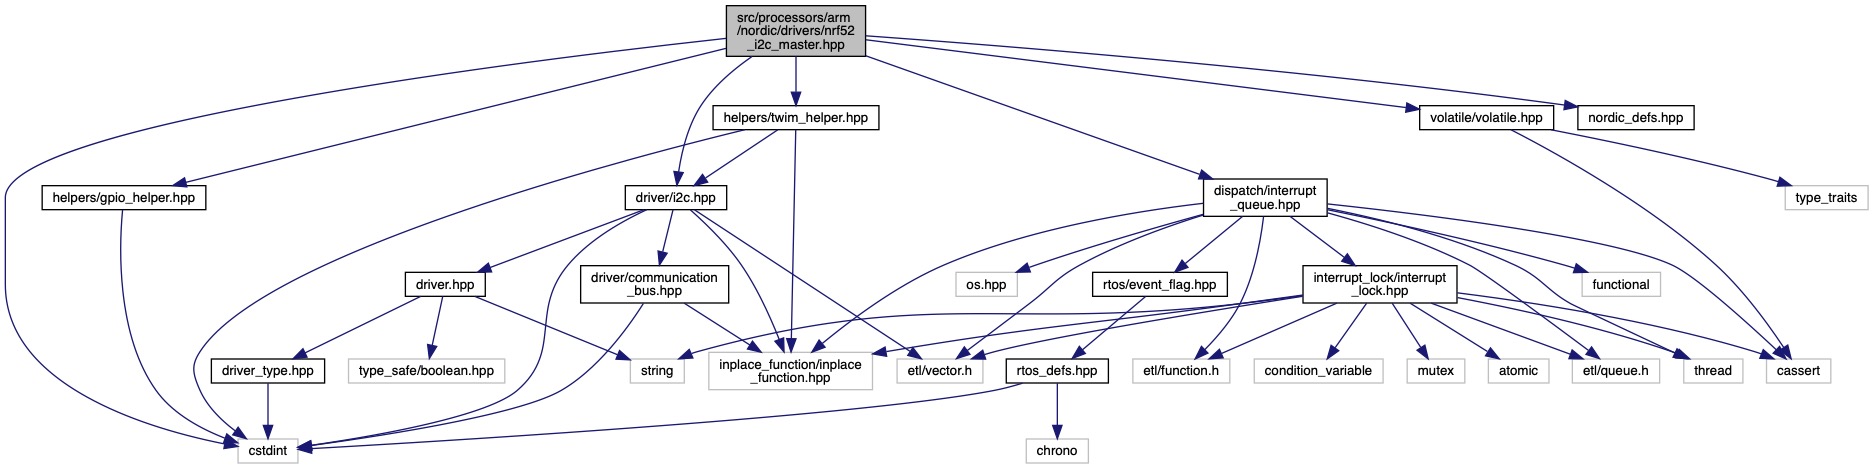 src/processors/arm
/nordic/drivers/nrf52
_i2c_master.hpp
helpers/twim_helper.hpp
volatile/volatile.hpp
nordic_defs.hpp
helpers/gpio_helper.hpp
driver/i2c.hpp
dispatch/interrupt
_queue.hpp
type_traits
driver.hpp
driver/communication
_bus.hpp
os.hpp
rtos/event_flag.hpp
interrupt_lock/interrupt
_lock.hpp
functional
driver_type.hpp
type_safe/boolean.hpp
string
inplace_function/inplace
_function.hpp
etl/vector.h
rtos_defs.hpp
etl/function.h
condition_variable
mutex
atomic
etl/queue.h
thread
cassert
cstdint
chrono